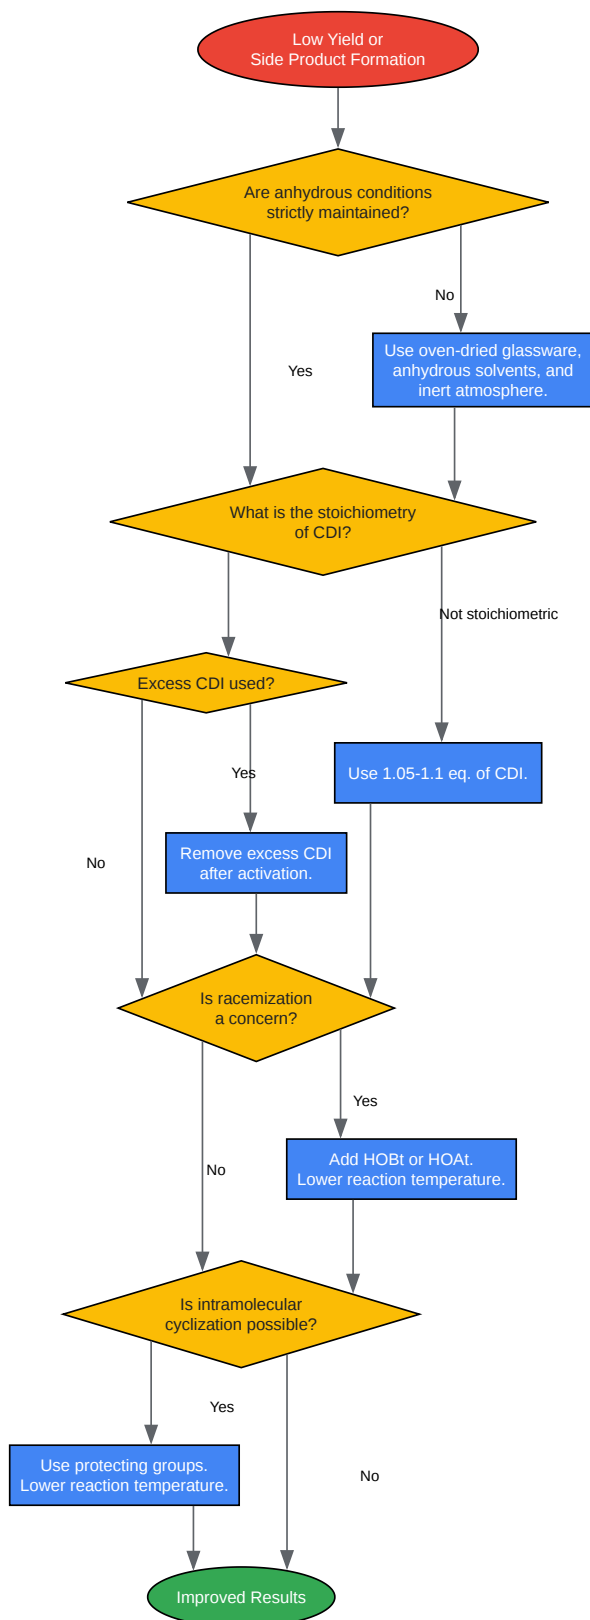 Low Yield or
Side Product Formation
Are anhydrous conditions
strictly maintained?
No
Use oven-dried glassware,
anhydrous solvents, and
inert atmosphere.
Yes
What is the stoichiometry
of CDI?
Not stoichiometric
Excess CDI used?
Yes
Use 1.05-1.1 eq. of CDI.
No
Remove excess CDI
after activation.
Is racemization
a concern?
Yes
No
Add HOBt or HOAt.
Lower reaction temperature.
Is intramolecular
cyclization possible?
Yes
Use protecting groups.
Lower reaction temperature.
No
Improved Results